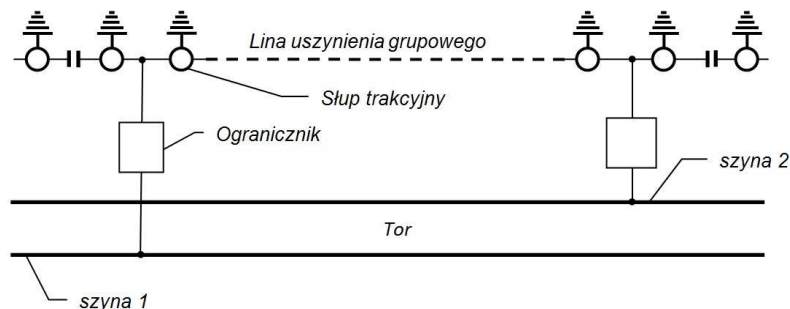 Lina uszynienia grupowego
Słup trakcyjny
Ogranicznik
szyna 2
Tor
szyna 1